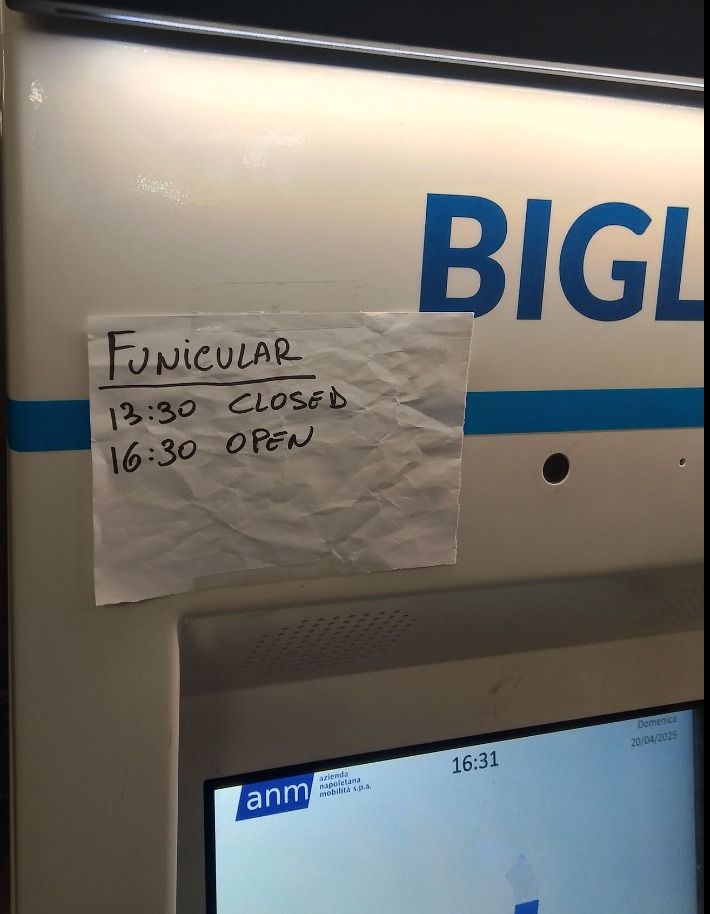 BIGL
FUNICULAR
13:30 CLOSED
16:30 OPEN
Domenica
20/04/2025
16:31
anm
azienda
napoletana
mobilità s.p.a.